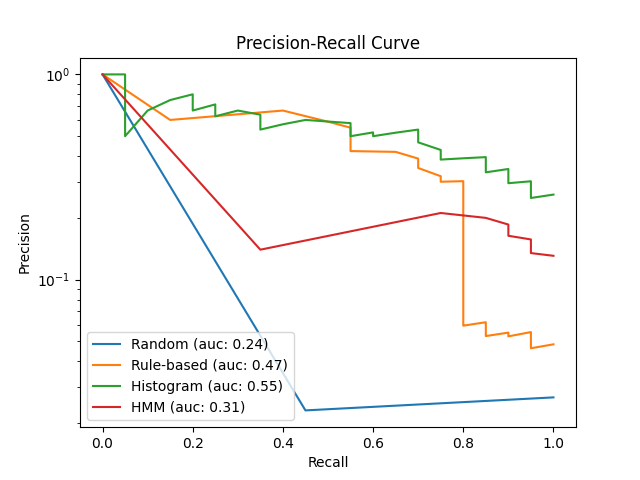 Precision-Recall Curve
10⁰
10⁻¹
Precision
Random (auc: 0.24)
Rule-based (auc: 0.47)
Histogram (auc: 0.55)
HMM (auc: 0.31)
0.0 0.2 0.4 0.6 0.8 1.0
Recall